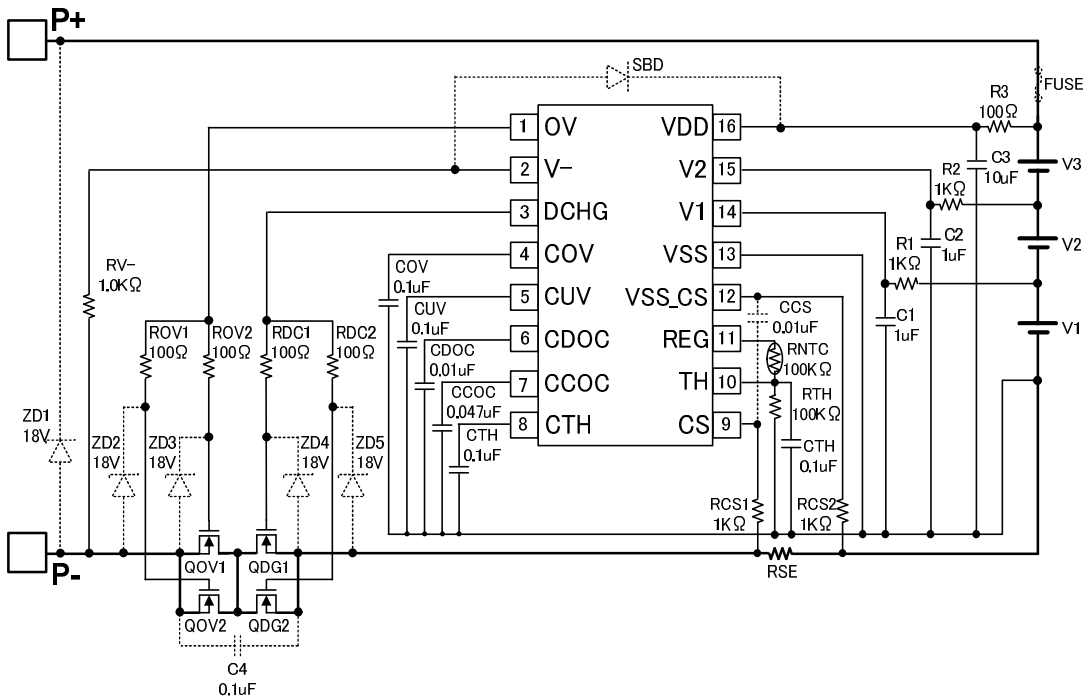 P+
SBD
FUSE
R3
100Ω
1
OV
VDD
16
C3
10uF
V3
2
V-
V2
15
R2
1KΩ
3
DCHG
V1
14
C2
1uF
V2
RV-
1.0KΩ
COV
0.1uF
4
COV
VSS
13
R1
1KΩ
CUV
0.1uF
5
CUV
VSS_CS
12
CCS
0.01uF
C1
1uF
V1
ROV1
100Ω
ROV2
100Ω
RDC1
100Ω
RDC2
100Ω
CDOC
0.01uF
6
CDOC
REG
11
RNTC
100KΩ
CCOC
0.047uF
7
CCOC
TH
10
RTH
100KΩ
ZD1
18V
ZD2
18V
ZD3
18V
ZD4
18V
ZD5
18V
CTH
0.1uF
8
CTH
CS
9
CTH
0.1uF
RCS1
1KΩ
RCS2
1KΩ
P-
QOV1
QDG1
RSE
QOV2
QDG2
C4
0.1uF